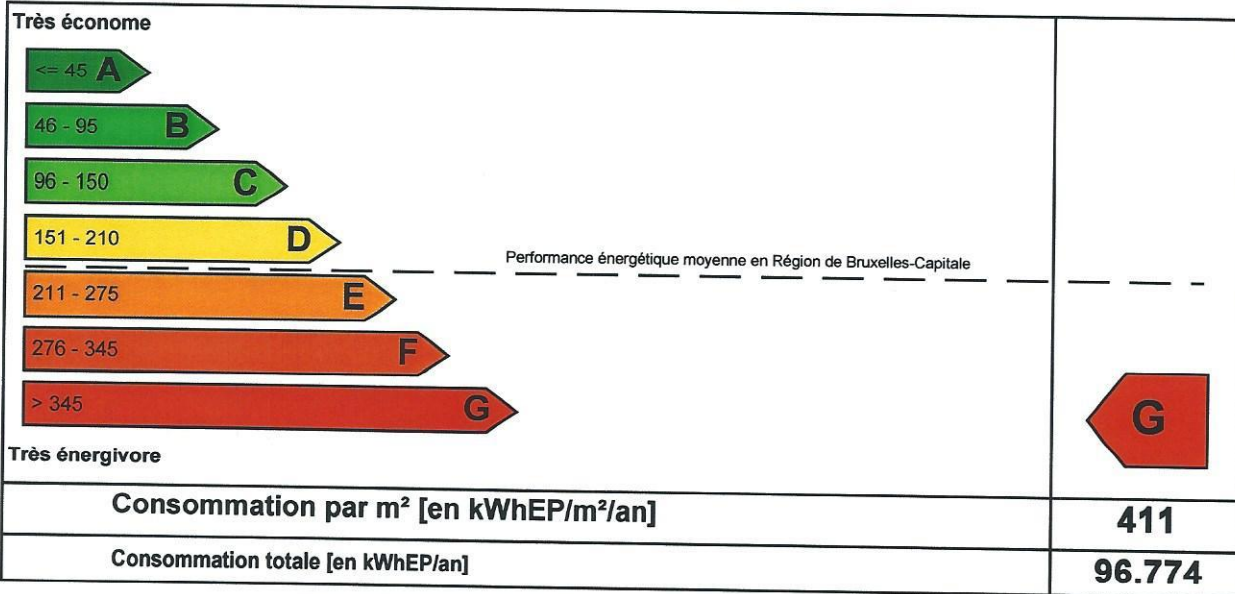 Très économe
<= 45 A
46 - 95 B
96 - 150 C
151 - 210 D
Performance énergétique moyenne en Région de Bruxelles-Capitale
211 - 275 E
276 - 345 F
> 345 G
G
Très énergivore
Consommation par m² [en kWhEP/m²/an] 411
Consommation totale [en kWhEP/an] 96.774